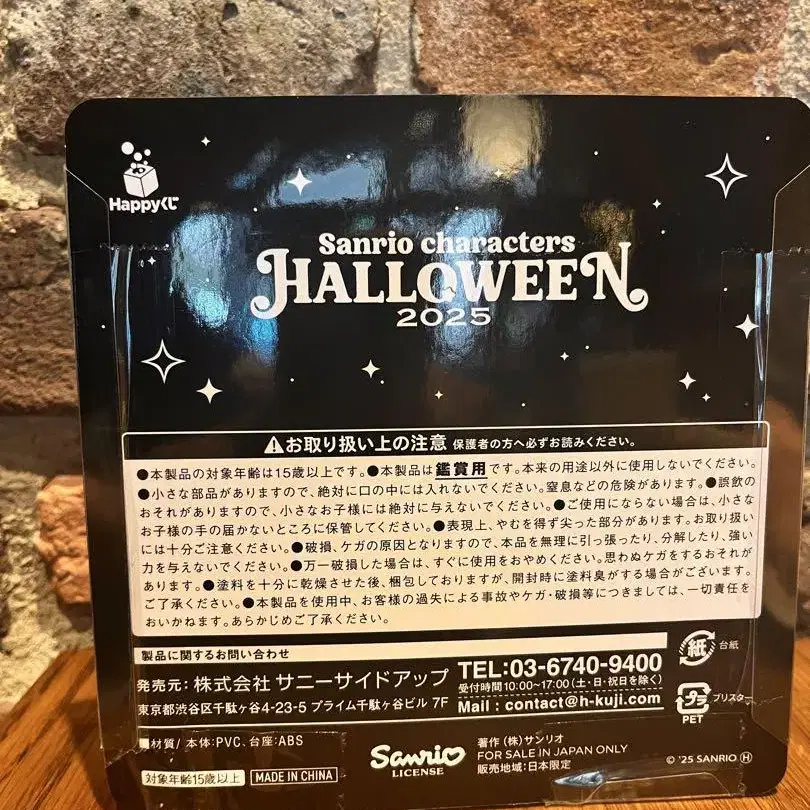 Happyくじ
Sanrio characters
HALLOWEEN
2025
⚠お取り扱い上の注意 保護者の方へ必ずお読みください。
●本製品の対象年齢は15歳以上です。●本製品は鑑賞用です。本来の用途以外に使用しないでください。
●小さな部品がありますので、絶対に口の中には入れないでください。窒息などの危険があります。●誤飲の
おそれがありますので、小さなお子様には絶対に与えないでください。●ご使用にならない場合は、小さな
お子様の手の届かないところに保管してください。●表現上、やむを得ず尖った部分があります。お取り扱い
には十分ご注意ください。●破損、ケガの原因となりますので、本品を無理に引っ張ったり、分解したり、強い
力を与えないでください。●万一破損した場合は、すぐに使用をおやめください。思わぬケガをするおそれが
あります。●塗料を十分に乾燥させた後、梱包しておりますが、開封時に塗料臭がする場合がございます。
ご了承ください。●本製品を使用中、お客様の過失による事故やケガ・破損等につきましては、一切責任を
おいかねます。あらかじめご了承ください。
製品に関するお問い合わせ
発売元:株式会社 サニーサイドアップ
東京都渋谷区千駄ヶ谷4-23-5 プライム千駄ヶ谷ビル 7F
TEL:03-6740-9400
受付時間10:00~17:00(土・日・祝日を除く)
Mail : contact@h-kuji.com
紙 台紙
プラ ブリスター
PET
■材質/ 本体:PVC、台座:ABS
対象年齢15歳以上 MADE IN CHINA
Sanrio
LICENSE
著作 (株)サンリオ
FOR SALE IN JAPAN ONLY
販売地域:日本限定
© '25 SANRIO Ⓗ